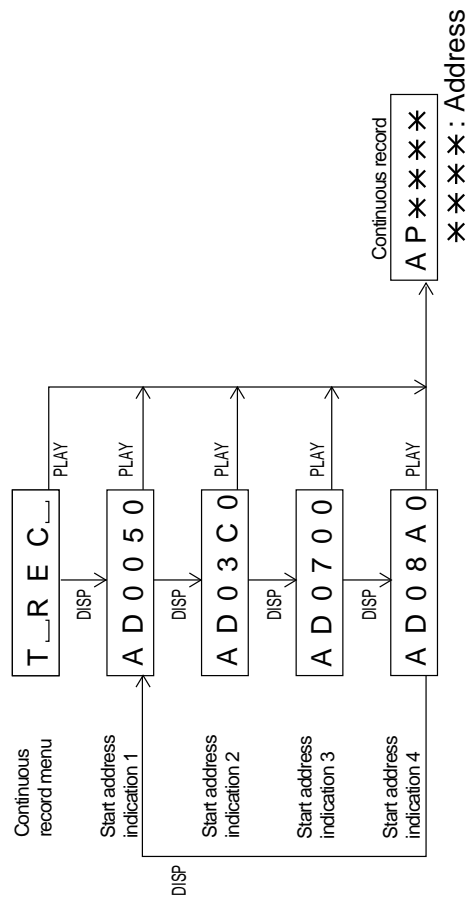 Continuous
record menu
T␣R E C␣
PLAY
DISP
Start address
indication 1
A D 0 0 5 0
PLAY
DISP
Start address
indication 2
A D 0 3 C 0
PLAY
DISP
Start address
indication 3
A D 0 7 0 0
PLAY
DISP
Start address
indication 4
A D 0 8 A 0
PLAY
DISP
Continuous record
A P ∗ ∗ ∗ ∗ ∗
∗ ∗ ∗ ∗ : Address